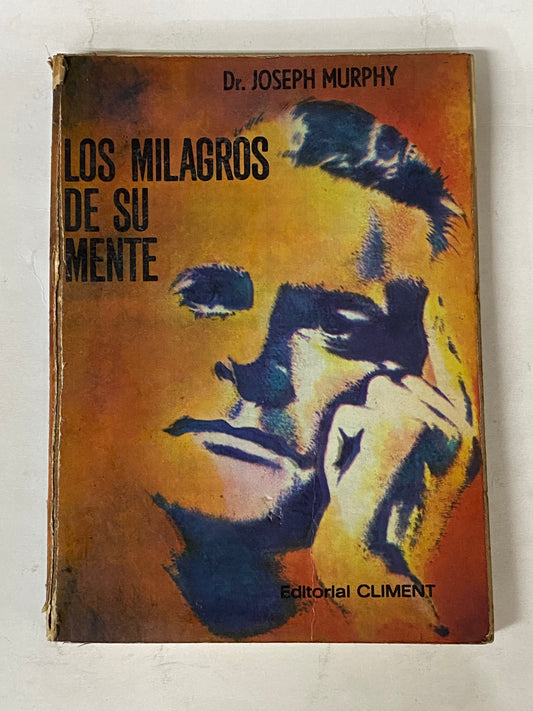 Dr. JOSEPH MURPHY
LOS MILAGROS
DE SU
MENTE
Editorial CLIMENT